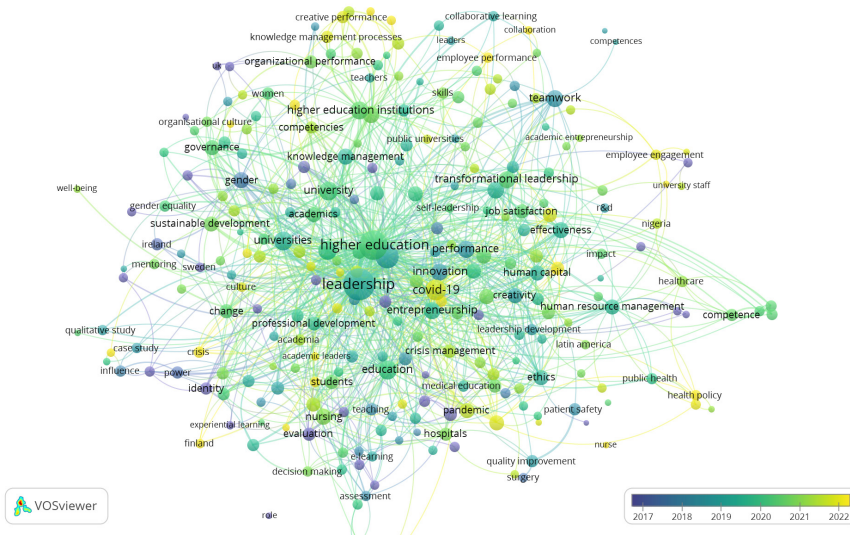 creative performance
collaborative learning
collaboration
knowledge management processes
leaders
competences
employee performance
uk
organizational performance
teachers
women
skills
teamwork
higher education institutions
organisational culture
competencies
public universities
academic entrepreneurship
governance
knowledge management
employee engagement
gender
transformational leadership
well-being
university
university staff
gender equality
academics
self-leadership
job satisfaction
r&d
sustainable development
nigeria
effectiveness
ireland
universities
higher education
performance
impact
mentoring
sweden
innovation
human capital
culture
leadership
covid-19
healthcare
creativity
change
entrepreneurship
human resource management
competence
professional development
qualitative study
leadership development
academia
case study
crisis
academic leaders
crisis management
latin america
influence
power
education
students
medical education
ethics
public health
identity
health policy
nursing
teaching
pandemic
patient safety
experiential learning
evaluation
hospitals
finland
nurse
e-learning
decision making
quality improvement
surgery
assessment
role
VOSviewer
2017 2018 2019 2020 2021 2022